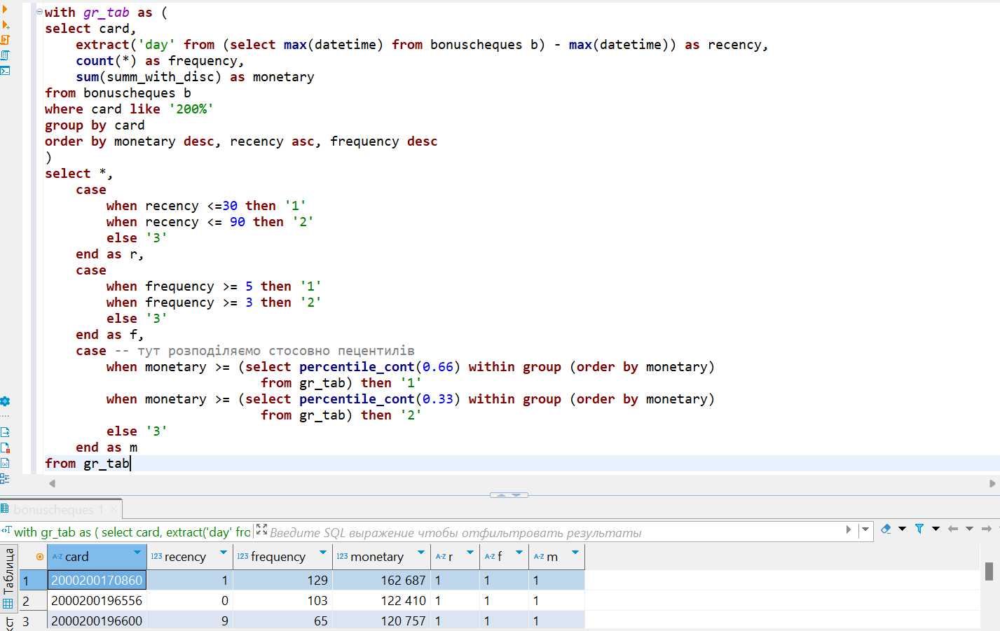 with gr_tab as (
select card,
extract('day' from (select max(datetime) from bonuscheques b) - max(datetime)) as recency,
count(*) as frequency,
sum(summ_with_disc) as monetary
from bonuscheques b
where card like '200%'
group by card
order by monetary desc, recency asc, frequency desc
)
select *,
case
when recency <=30 then '1'
when recency <= 90 then '2'
else '3'
end as r,
case
when frequency >= 5 then '1'
when frequency >= 3 then '2'
else '3'
end as f,
case -- тут розподіляємо стосовно пецентилів
when monetary >= (select percentile_cont(0.66) within group (order by monetary)
from gr_tab) then '1'
when monetary >= (select percentile_cont(0.33) within group (order by monetary)
from gr_tab) then '2'
else '3'
end as m
from gr_tab
bonuscheques 1
with gr_tab as ( select card, extract('day' fro Введите SQL выражение чтобы отфильтровать результаты
Таблица
A-Z card 123 recency 123 frequency 123 monetary A-Z r A-Z f A-Z m
1 2000200170860 1 129 162 687 1 1 1
2 2000200196556 0 103 122 410 1 1 1
3 2000200196600 9 65 120 757 1 1 1